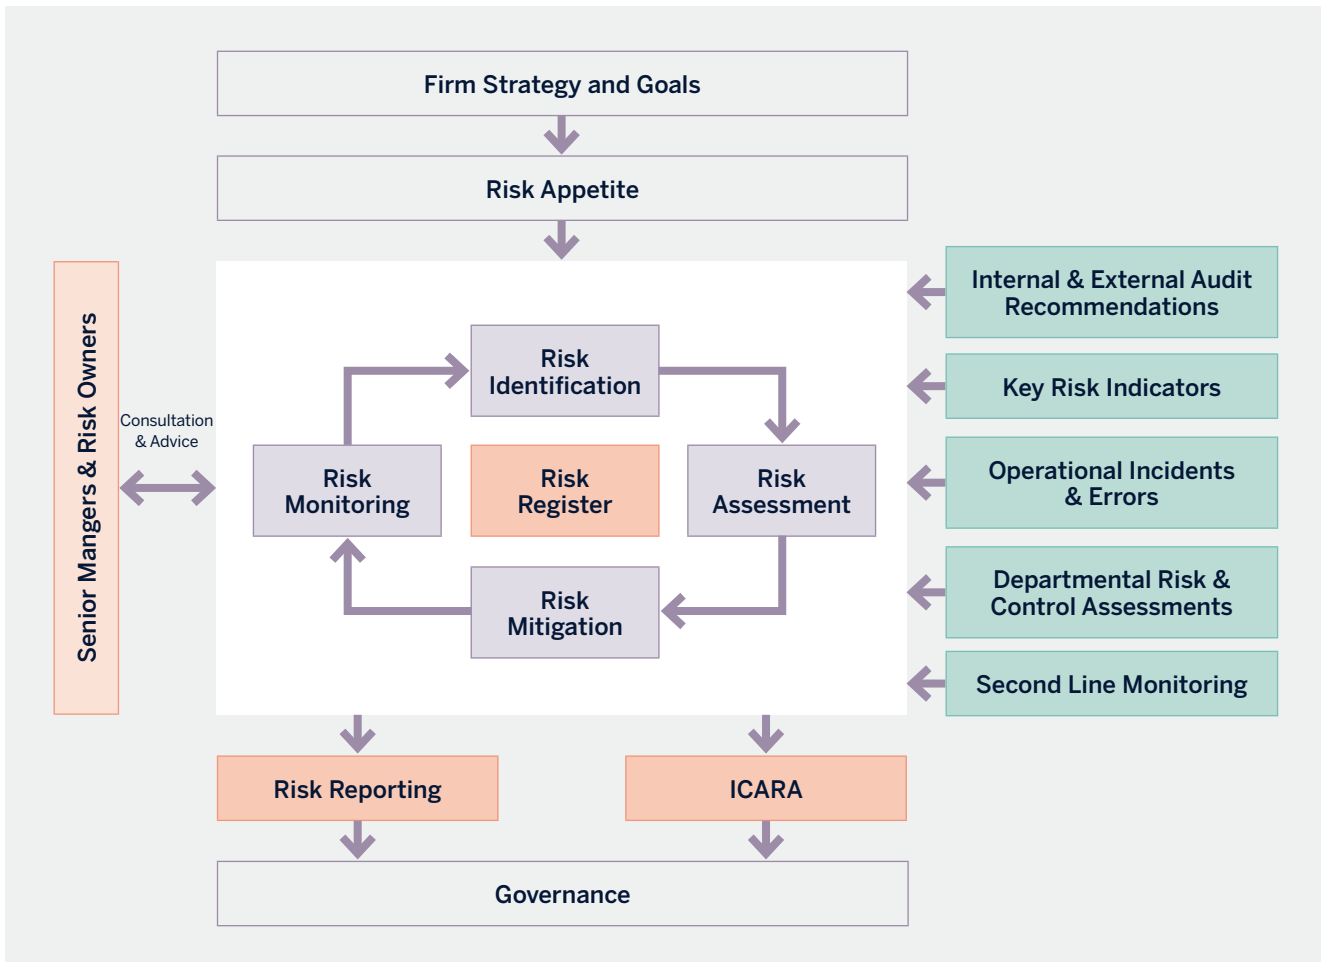 Firm Strategy and Goals
Risk Appetite
Senior Mangers & Risk Owners
Consultation
& Advice
Risk
Identification
Risk
Monitoring
Risk
Register
Risk
Assessment
Risk
Mitigation
Internal & External Audit
Recommendations
Key Risk Indicators
Operational Incidents
& Errors
Departmental Risk &
Control Assessments
Second Line Monitoring
Risk Reporting
ICARA
Governance